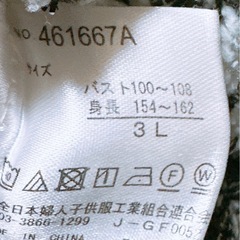 NO 461667A
サイズ
バスト100～108
身長 154～162
3L
全日本婦人子供服工業組合連合会
03-3866-1299 J-GF005
IN CHINA